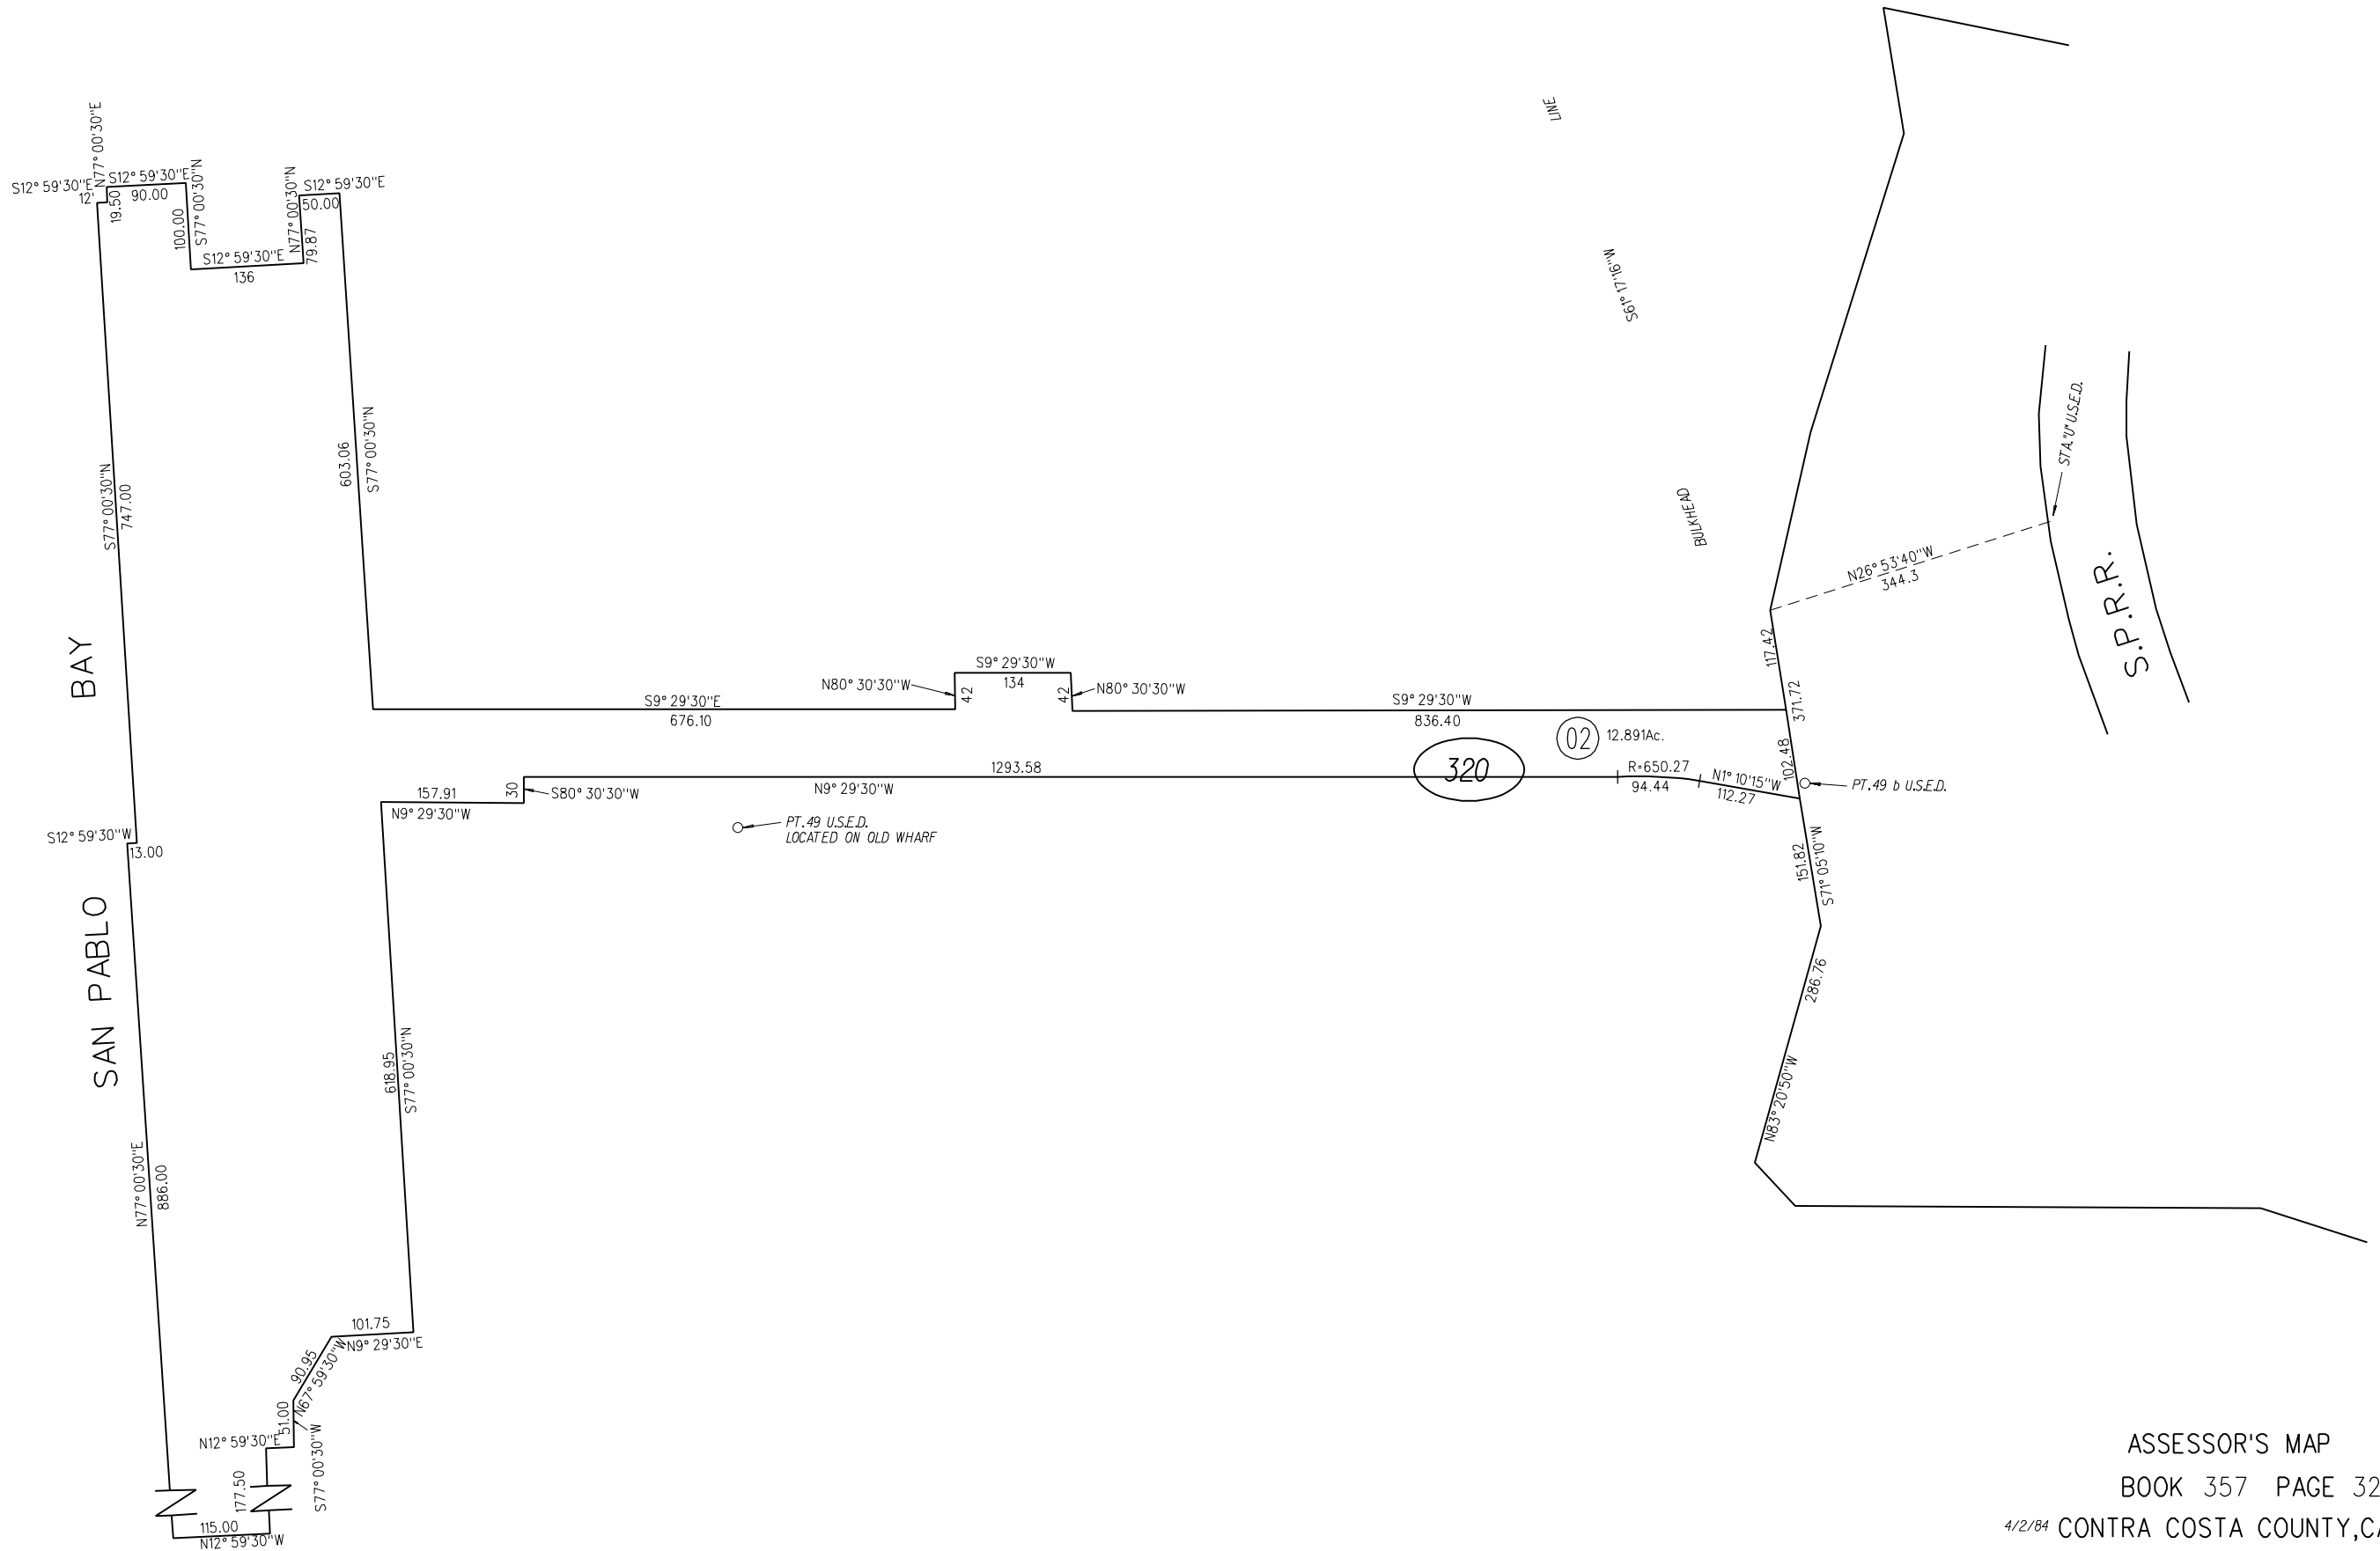 LINE
S61° 17'16"W
BULKHEAD
N77° 00'30"E
S12° 59'30"E
12'
S12° 59'30"E
19.50
90.00
100.00
S77° 00'30"N
N77° 00'30"N
S12° 59'30"E
50.00
79.87
S12° 59'30"E
136
S77° 00'30"N
747.00
603.06
S77° 00'30"N
STA."U" U.S.E.D.
N26° 53'40"W
344.3
S.P.R.R.
BAY
SAN PABLO
S9° 29'30"E
676.10
N80° 30'30"W
42
S9° 29'30"W
134
42
N80° 30'30"W
S9° 29'30"W
836.40
117.42
371.72
102.48
02
12.891Ac.
320
1293.58
N9° 29'30"W
R=650.27
94.44
N1° 10'15"W
112.27
PT.49 b U.S.E.D.
157.91
N9° 29'30"W
30
S80° 30'30"W
PT.49 U.S.E.D.
LOCATED ON OLD WHARF
S12° 59'30"W
13.00
151.82
S71° 05'10"W
286.76
N83° 20'50"W
618.95
S77° 00'30"N
N77° 00'30"E
886.00
101.75
N9° 29'30"E
90.95
N67° 59'30"W
51.00
N12° 59'30"E
S77° 00'30"W
177.50
115.00
N12° 59'30"W
ASSESSOR'S MAP
BOOK 357 PAGE 32
4/2/84 CONTRA COSTA COUNTY,CA